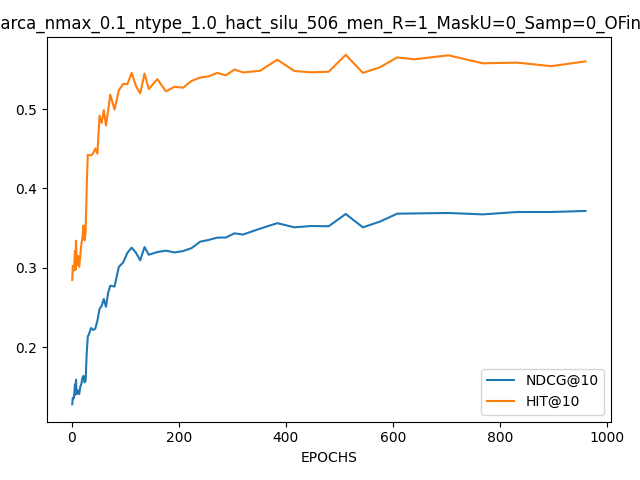 arca_nmax_0.1_ntype_1.0_hact_silu_506_men_R=1_MaskU=0_Samp=0_OFin
0.5
0.4
0.3
0.2
NDCG@10
HIT@10
0 200 400 600 800 1000
EPOCHS